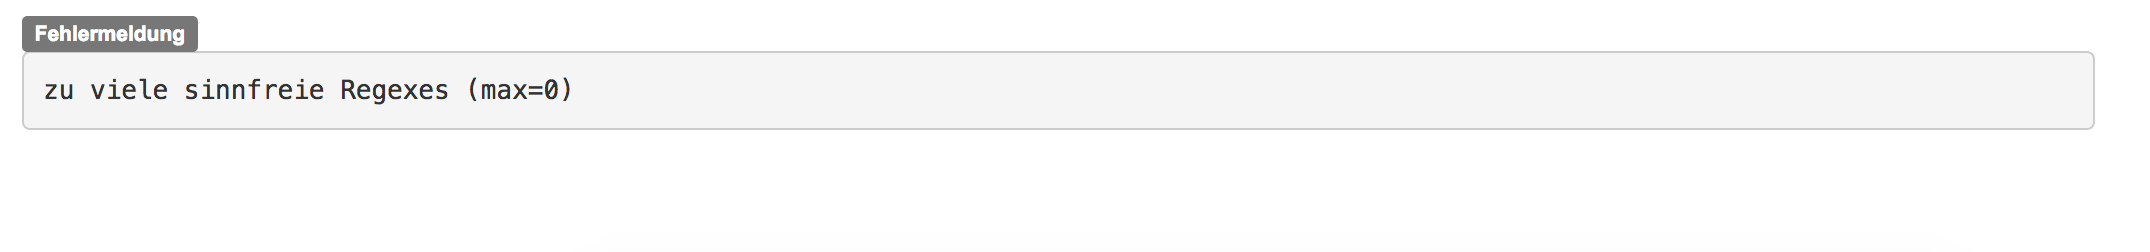 Fehlermeldung
zu viele sinnfreie Regexes (max=0)